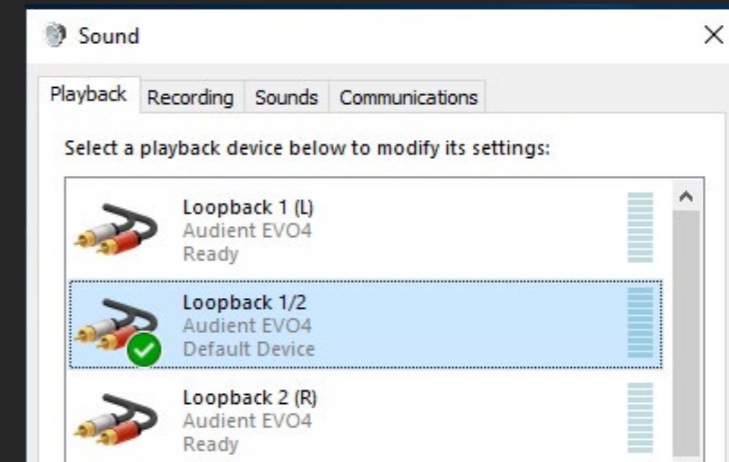 Sound
Playback Recording Sounds Communications
Select a playback device below to modify its settings:
Loopback 1 (L)
Audient EVO4
Ready
Loopback 1/2
Audient EVO4
Default Device
Loopback 2 (R)
Audient EVO4
Ready